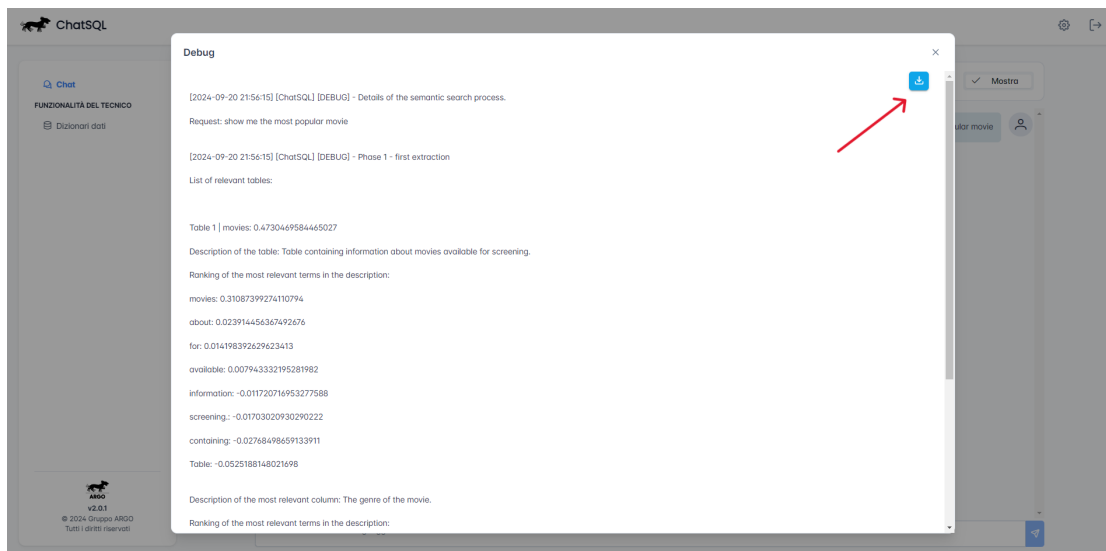 ChatSQL
Debug
Chat
FUNZIONALITÀ DEL TECNICO
Dizionari dati
Mostra
ular movie
[2024-09-20 21:56:15] [ChatSQL] [DEBUG] - Details of the semantic search process.
Request: show me the most popular movie
[2024-09-20 21:56:15] [ChatSQL] [DEBUG] - Phase 1 - first extraction
List of relevant tables:
Table 1 | movies: 0.4730469584465027
Description of the table: Table containing information about movies available for screening.
Ranking of the most relevant terms in the description:
movies: 0.31087399274110794
about: 0.023914456367492676
for: 0.014198392629623413
available: 0.007943332195281982
information: -0.011720716953277588
screening.: -0.01703020930290222
containing: -0.02768498659133911
Table: -0.0525188148021698
Description of the most relevant column: The genre of the movie.
Ranking of the most relevant terms in the description:
ARGO
v2.0.1
© 2024 Gruppo ARGO
Tutti i diritti riservati